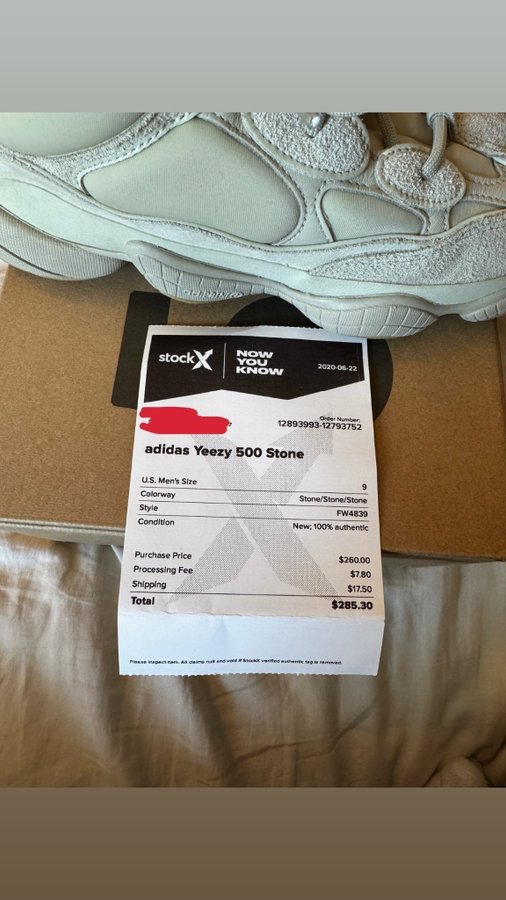 stockX
NOW
YOU
KNOW
2020-06-22
Order Number:
12893993-12793752
adidas Yeezy 500 Stone
U.S. Men's Size 9
Colorway Stone/Stone/Stone
Style FW4839
Condition New; 100% authentic
Purchase Price $260.00
Processing Fee $7.80
Shipping $17.50
Total $285.30
Please inspect item. All claims null and void if StockX verified authentic tag is removed.